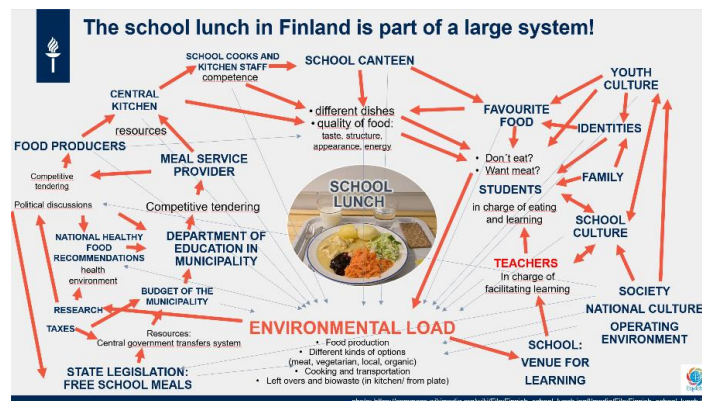 The school lunch in Finland is part of a large system!
SCHOOL COOKS AND
KITCHEN STAFF
competence
SCHOOL CANTEEN
CENTRAL
KITCHEN
resources
• different dishes
• quality of food:
taste, structure,
appearance, energy
FAVOURITE
FOOD
YOUTH
CULTURE
IDENTITIES
FOOD PRODUCERS
Competitive
tendering
Political discussions
MEAL SERVICE
PROVIDER
Competitive tendering
SCHOOL
LUNCH
• Don´t eat?
• Want meat?
STUDENTS
in charge of eating
and learning
FAMILY
SCHOOL
CULTURE
NATIONAL HEALTHY
FOOD
RECOMMENDATIONS
health
environment
DEPARTMENT OF
EDUCATION IN
MUNICIPALITY
TEACHERS
In charge of
facilitating learning
BUDGET OF THE
MUNICIPALITY
RESEARCH
TAXES
Resources:
Central government transfers system
STATE LEGISLATION:
FREE SCHOOL MEALS
ENVIRONMENTAL LOAD
• Food production
• Different kinds of options
(meat, vegetarian, local, organic)
• Cooking and transportation
• Left overs and biowaste (in kitchen/ from plate)
SOCIETY
NATIONAL CULTURE
OPERATING
ENVIRONMENT
SCHOOL:
VENUE FOR
LEARNING